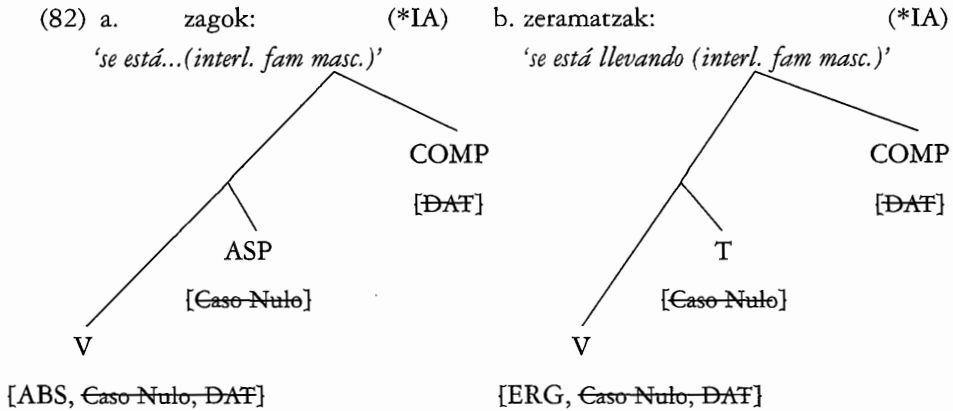 (82) a. zagok: (*IA) b. zeramatzak: (*IA)
‘se está...(interl. fam masc.)’ ‘se está llevando (interl. fam masc.)’
COMP COMP
[DAT] [DAT]
ASP T
[Caso Nulo] [Caso Nulo]
V V
[ABS, Caso Nulo, DAT] [ERG, Caso Nulo, DAT]